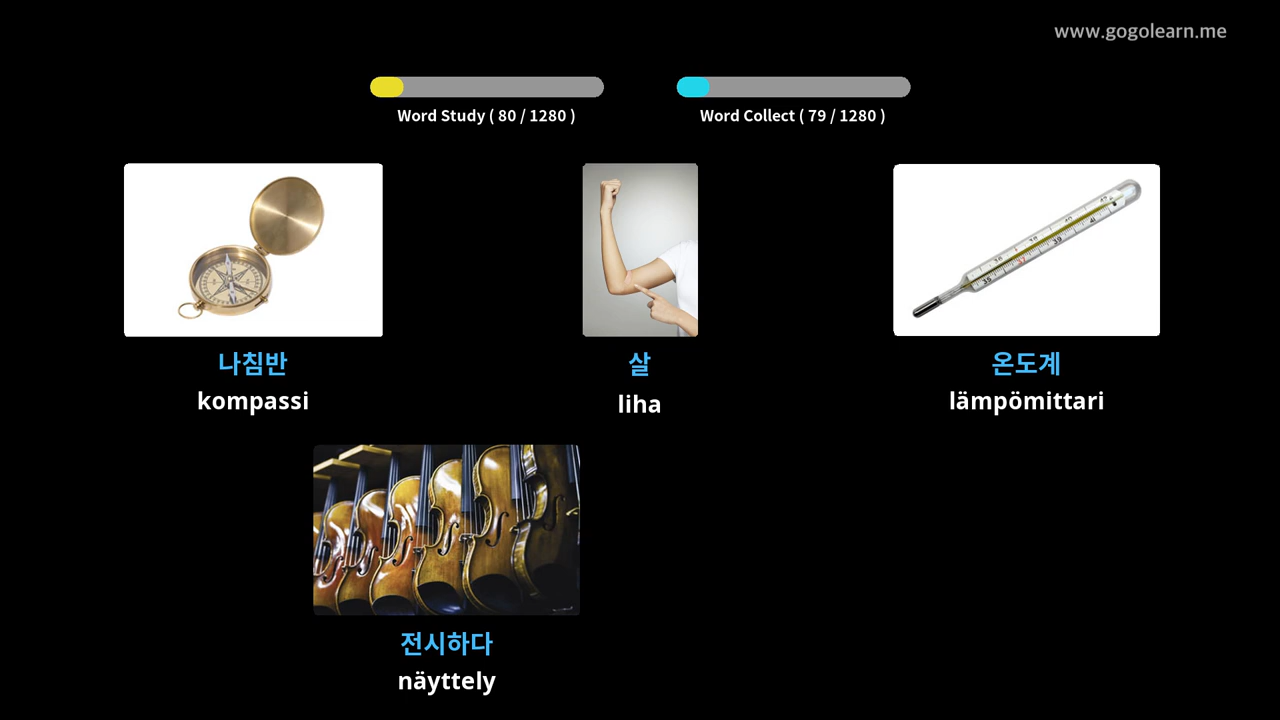 www.gogolearn.me
Word Study ( 80 / 1280 )
Word Collect ( 79 / 1280 )
나침반
kompassi
살
liha
온도계
lämpömittari
전시하다
näyttely